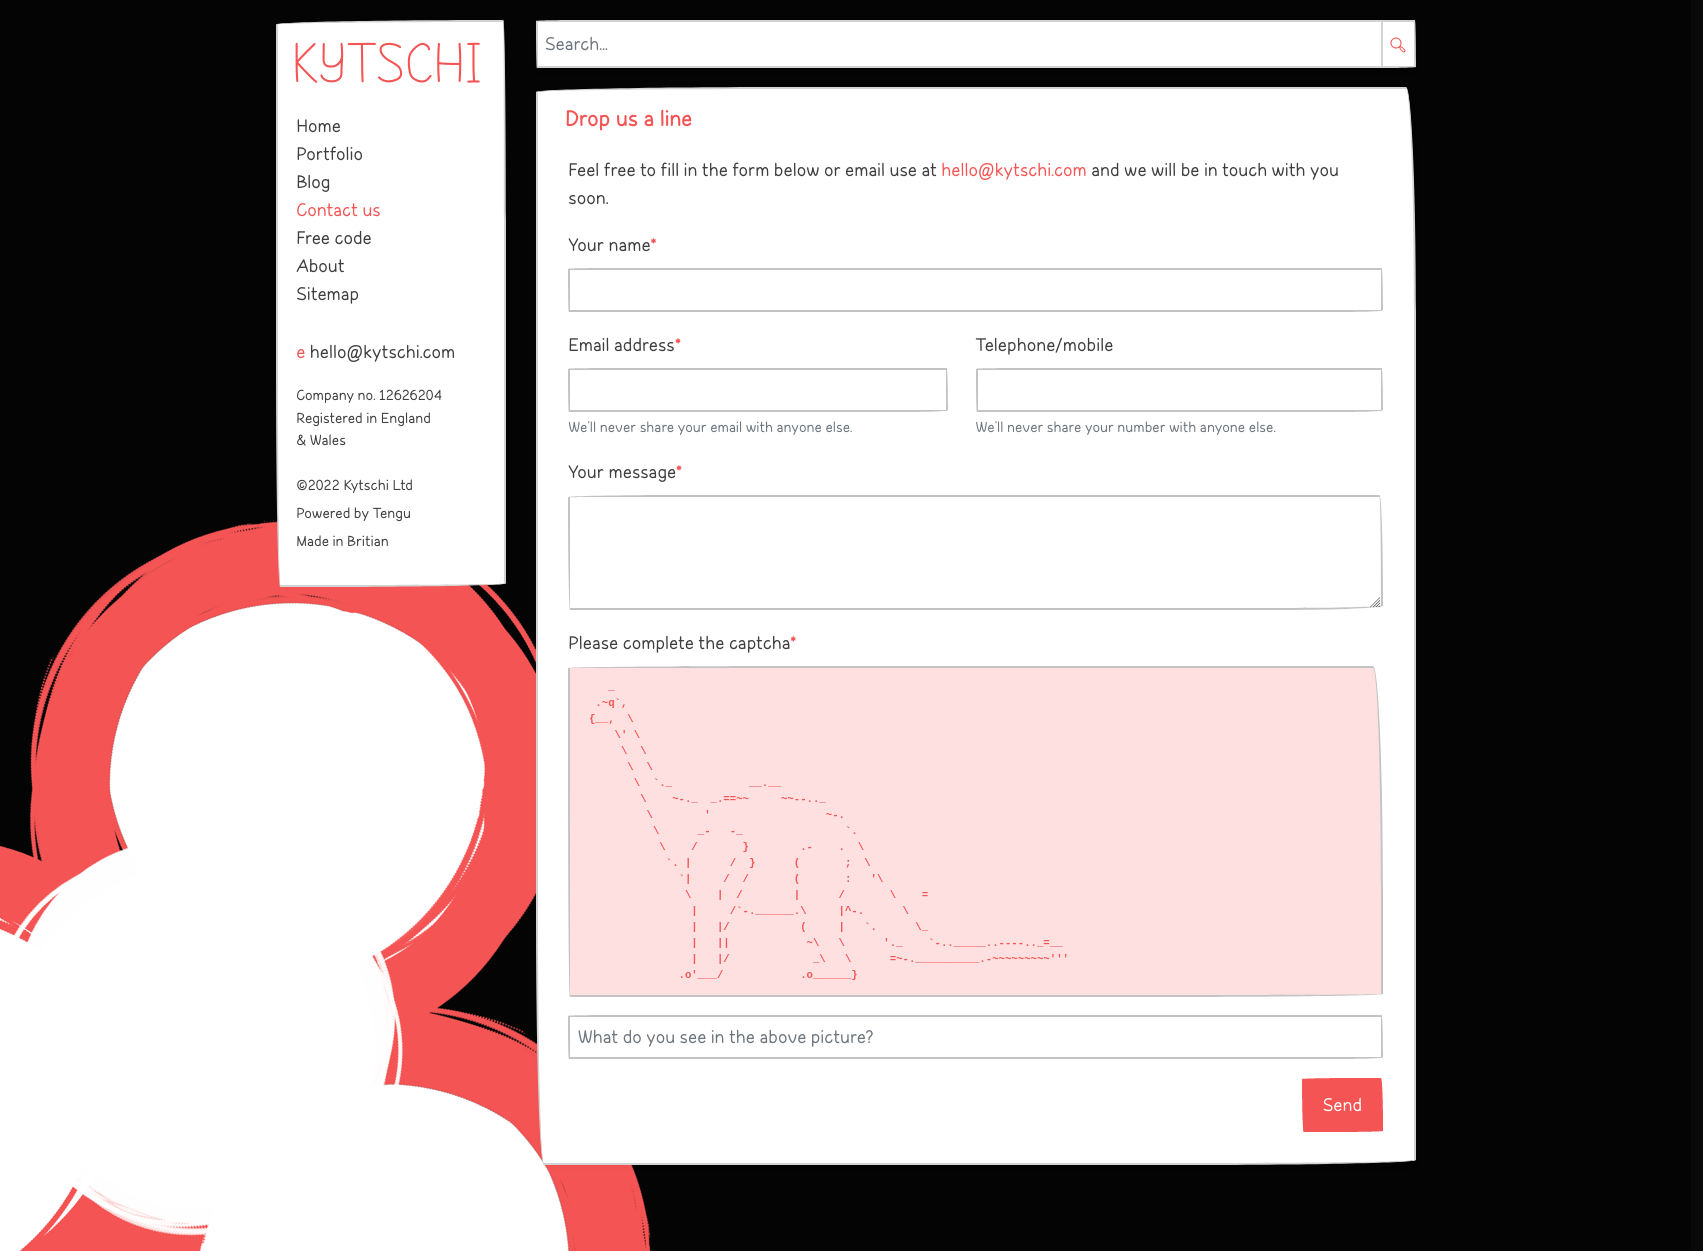 KYTSCHI
Home
Portfolio
Blog
Contact us
Free code
About
Sitemap
e hello@kytschi.com
Company no. 12626204
Registered in England
& Wales
©2022 Kytschi Ltd
Powered by Tengu
Made in Britian
Search...
Drop us a line
Feel free to fill in the form below or email use at hello@kytschi.com and we will be in touch with you
soon.
Your name*
Email address*
Telephone/mobile
We'll never share your email with anyone else.
We'll never share your number with anyone else.
Your message*
Please complete the captcha*
What do you see in the above picture?
Send